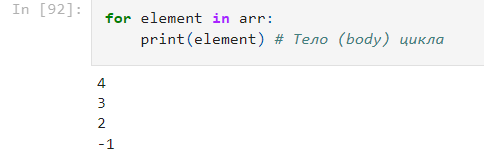 In [92]:
for element in arr:
    print(element) # Тело (body) цикла
4
3
2
-1